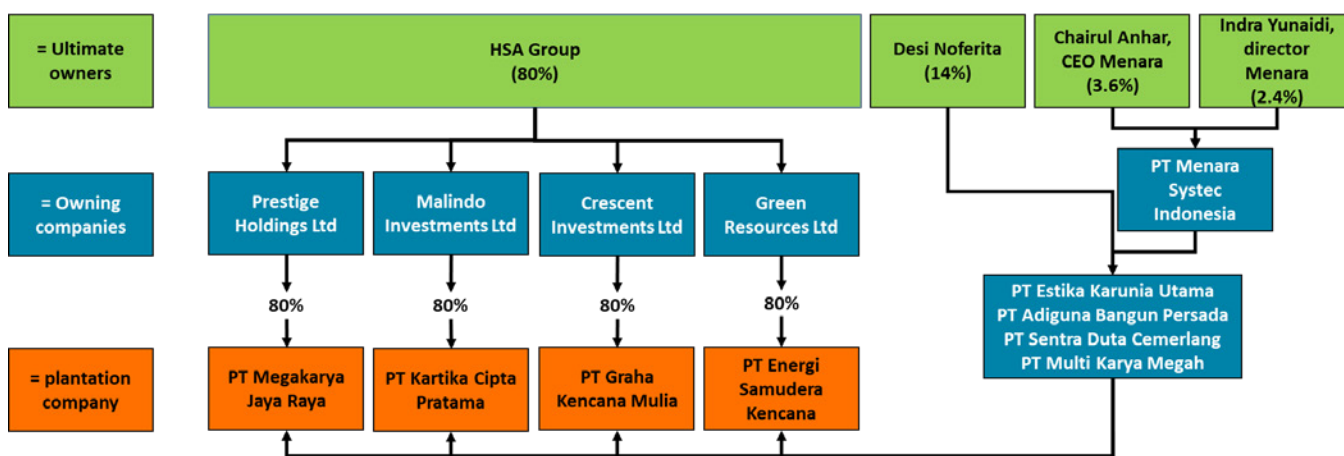 = Ultimate
owners
HSA Group
(80%)
Desi Noferita
(14%)
Chairul Anhar,
CEO Menara
(3.6%)
Indra Yunaidi,
director
Menara
(2.4%)
= Owning
companies
Prestige
Holdings Ltd
Malindo
Investments Ltd
Crescent
Investments Ltd
Green
Resources Ltd
PT Menara
Systec
Indonesia
80%
80%
80%
80%
PT Estika Karunia Utama
PT Adiguna Bangun Persada
PT Sentra Duta Cemerlang
PT Multi Karya Megah
= plantation
company
PT Megakarya
Jaya Raya
PT Kartika Cipta
Pratama
PT Graha
Kencana Mulia
PT Energi
Samudera
Kencana